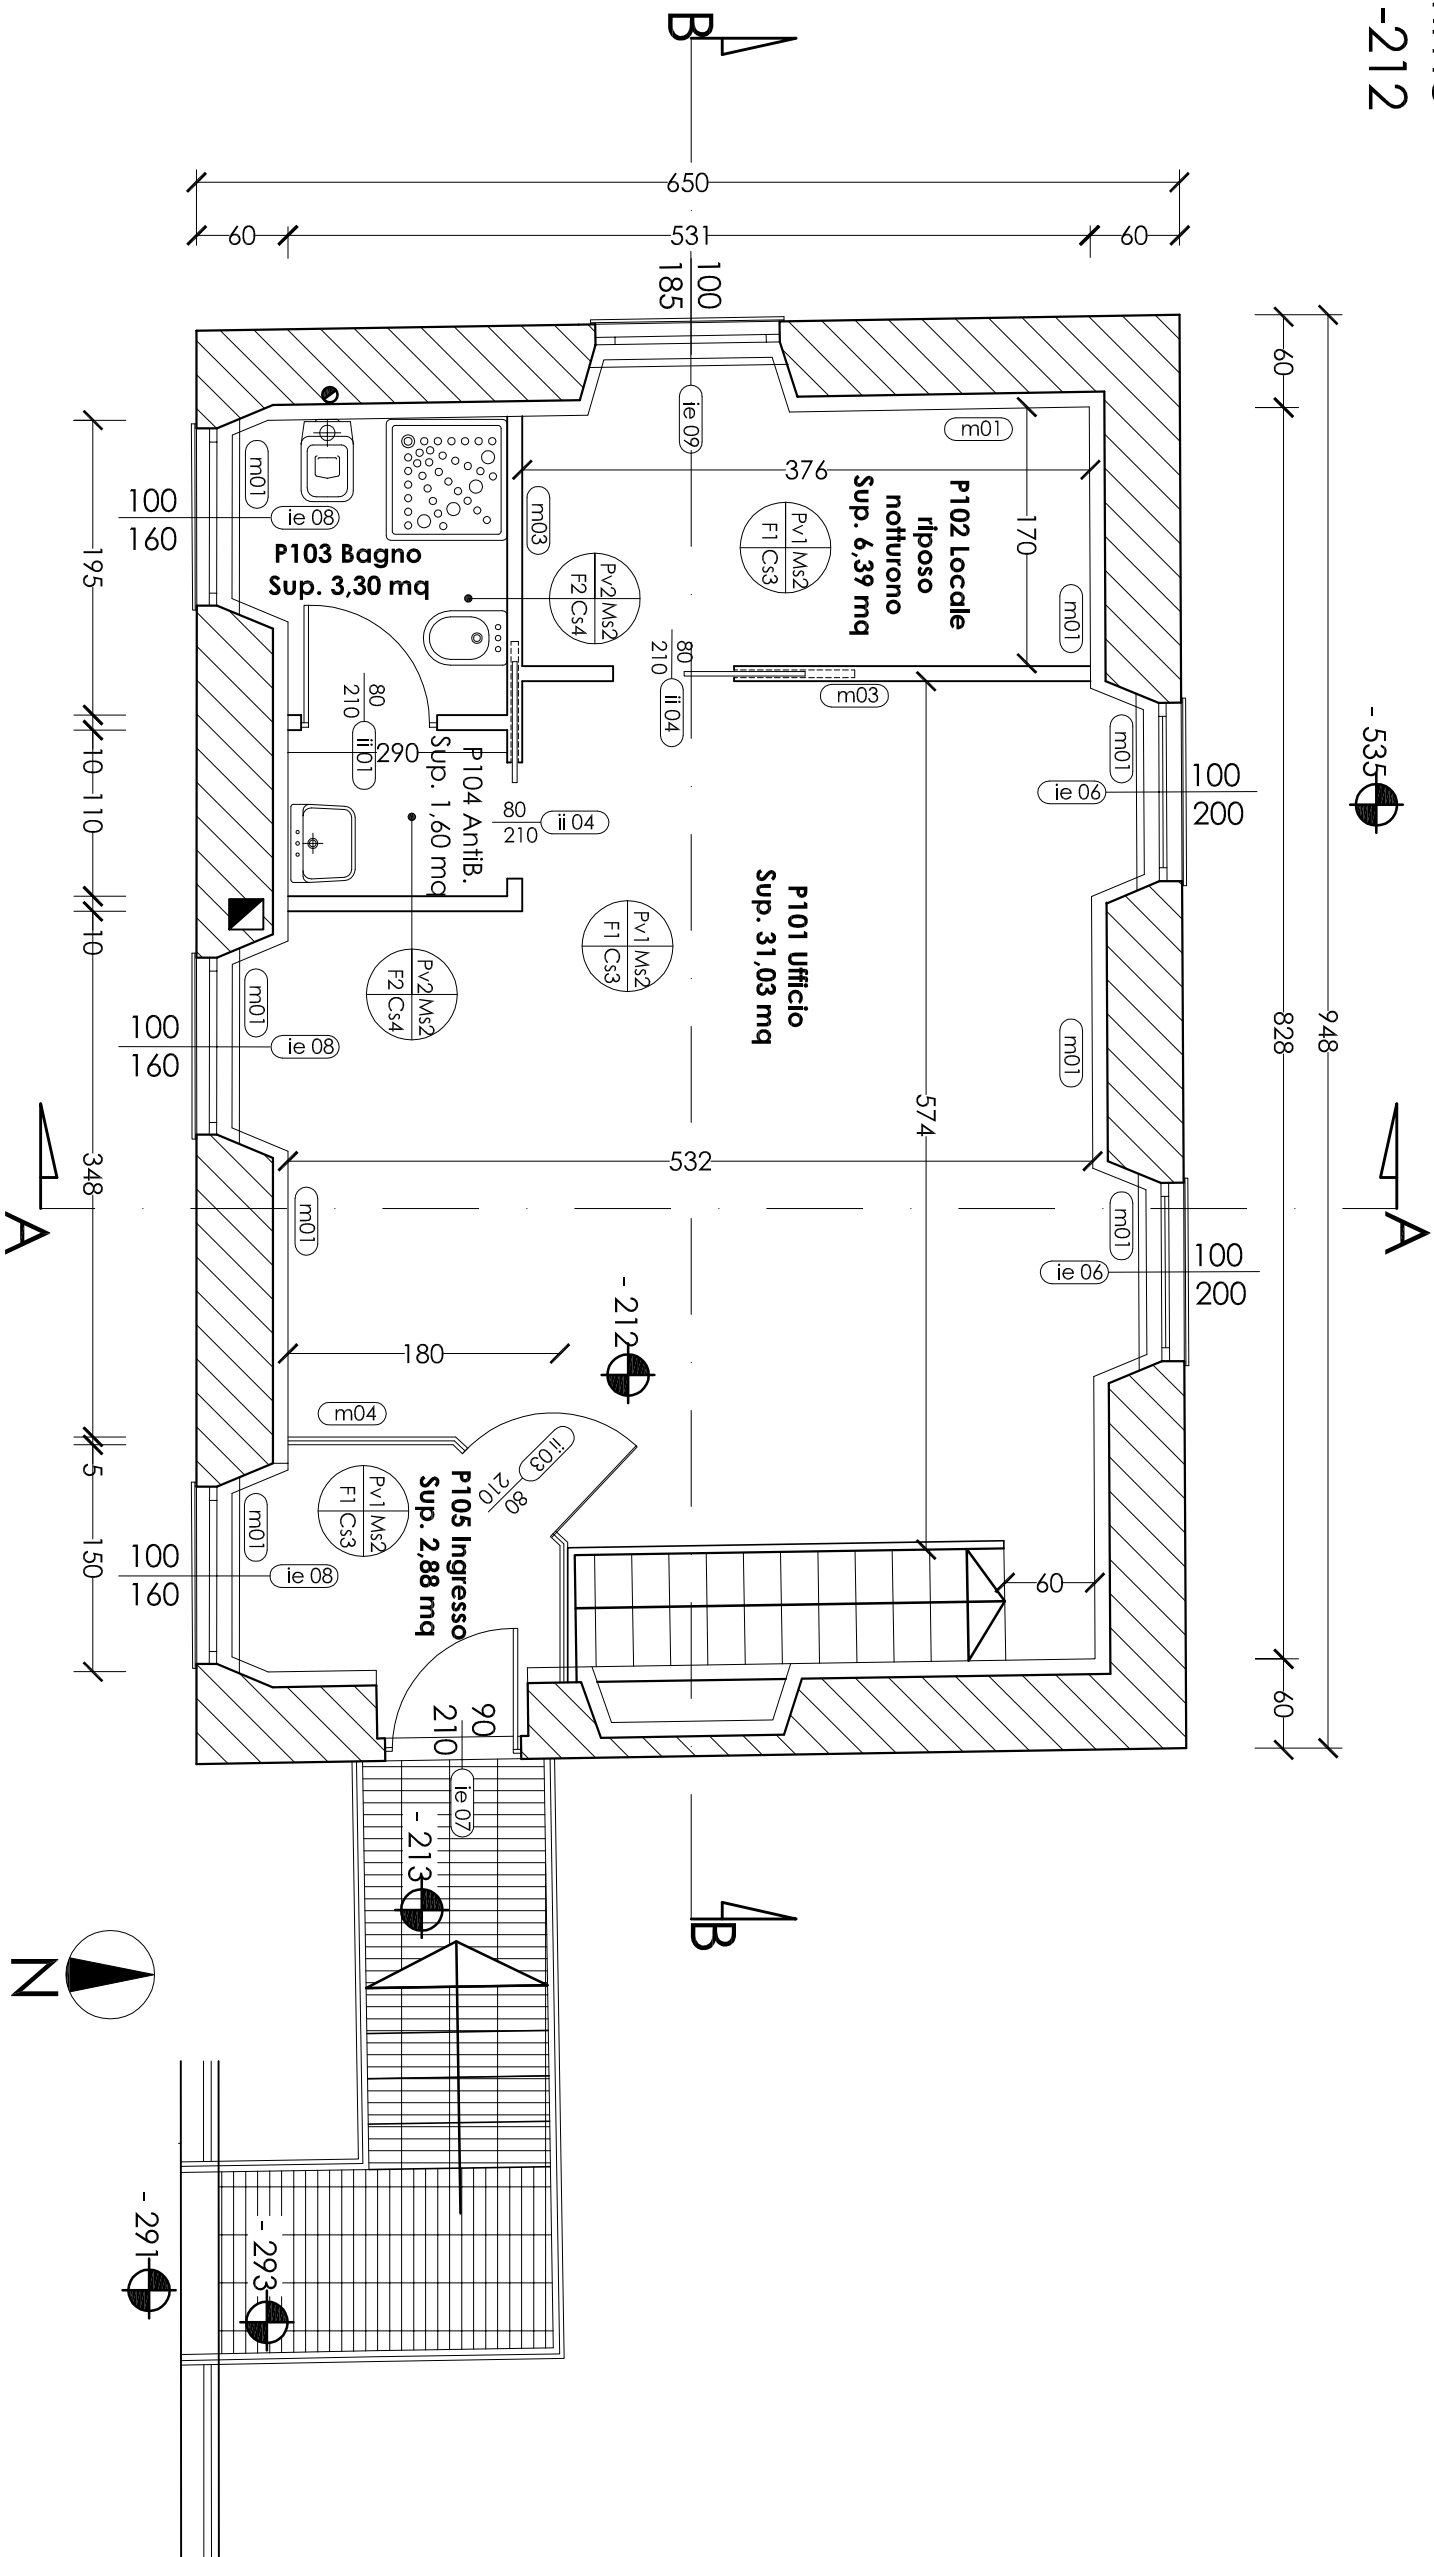 -212
B
650
60
531
60
100
185
948
60
828
60
ie 09
m01
376
170
P102 Locale
riposo
notturono
Sup. 6,39 mq
Pv1 Ms2
F1 Cs3
m01
m01
ie 08
100
160
P103 Bagno
Sup. 3,30 mq
m03
Pv2 Ms2
F2 Cs4
80
210
ii 04
m03
80
210
ii 01
290
P104 AntiB.
Sup. 1,60 mq
80
210
ii 04
m01
ie 06
100
200
- 535
195
10
110
10
348
5
150
P101 Ufficio
Sup. 31,03 mq
Pv1 Ms2
F1 Cs3
Pv2 Ms2
F2 Cs4
m01
ie 08
100
160
m01
574
532
A
A
m01
m01
ie 06
100
200
- 212
180
m04
ii 03
80
210
P105 Ingresso
Sup. 2,88 mq
Pv1 Ms2
F1 Cs3
m01
ie 08
100
160
60
90
210
ie 07
- 213
B
N
- 291
- 293